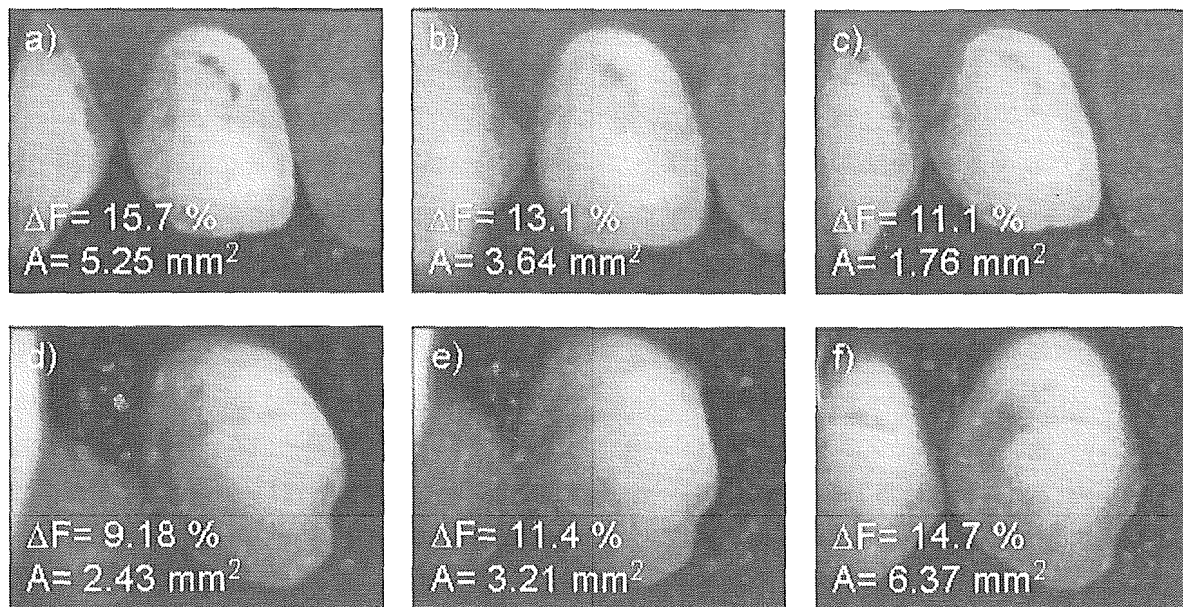 a)
ΔF= 15.7 %
A= 5.25 mm²
b)
ΔF= 13.1 %
A= 3.64 mm²
c)
ΔF= 11.1 %
A= 1.76 mm²
d)
ΔF= 9.18 %
A= 2.43 mm²
e)
ΔF= 11.4 %
A= 3.21 mm²
f)
ΔF= 14.7 %
A= 6.37 mm²